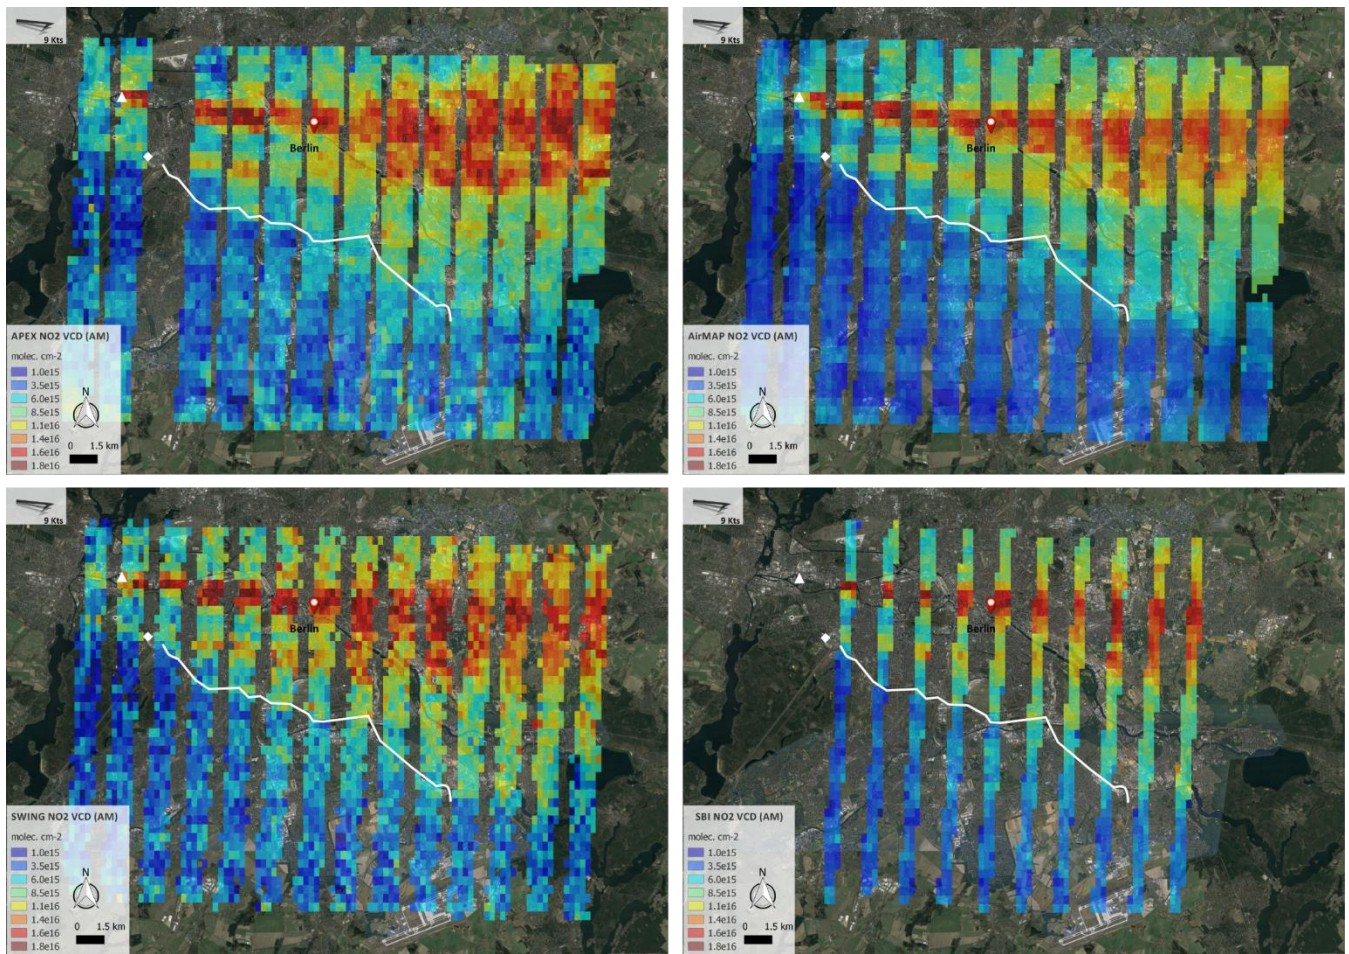 9 Kts
Berlin
APEX NO2 VCD (AM)
molec. cm-2
1.0e15
3.5e15
6.0e15
8.5e15
1.1e16
1.4e16
1.6e16
1.8e16
N
0 1.5 km
9 Kts
Berlin
AirMAP NO2 VCD (AM)
molec. cm-2
1.0e15
3.5e15
6.0e15
8.5e15
1.1e16
1.4e16
1.6e16
1.8e16
N
0 1.5 km
9 Kts
Berlin
SWING NO2 VCD (AM)
molec. cm-2
1.0e15
3.5e15
6.0e15
8.5e15
1.1e16
1.4e16
1.6e16
1.8e16
N
0 1.5 km
9 Kts
Berlin
SBI NO2 VCD (AM)
molec. cm-2
1.0e15
3.5e15
6.0e15
8.5e15
1.1e16
1.4e16
1.6e16
1.8e16
N
0 1.5 km